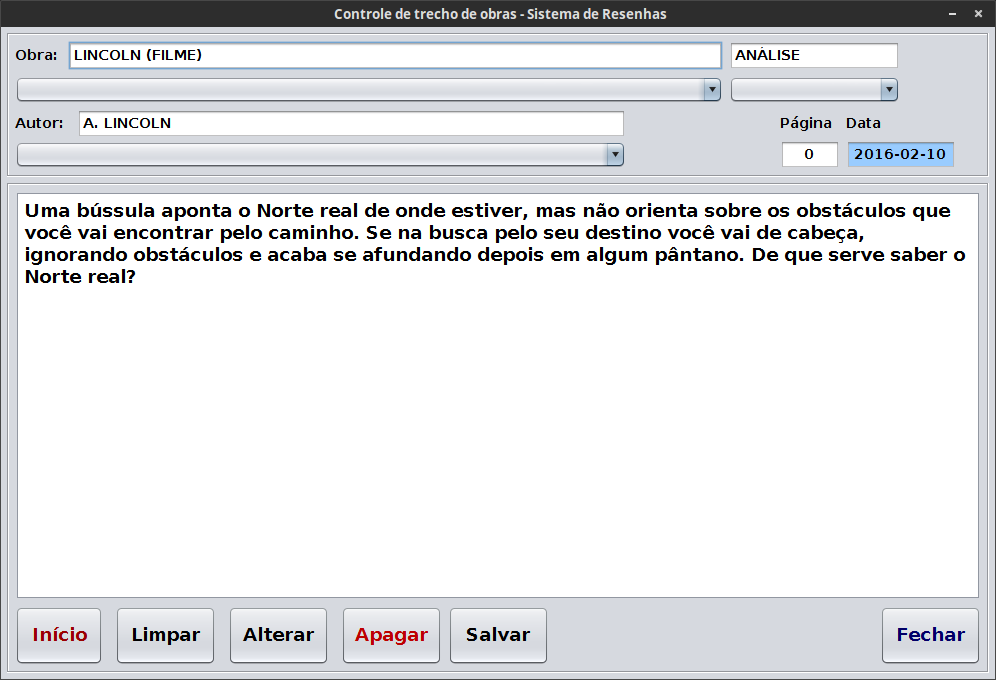 Controle de trecho de obras - Sistema de Resenhas
Obra: LINCOLN (FILME) ANÁLISE
Autor: A. LINCOLN Página Data
0 2016-02-10
Uma bússula aponta o Norte real de onde estiver, mas não orienta sobre os obstáculos que
você vai encontrar pelo caminho. Se na busca pelo seu destino você vai de cabeça,
ignorando obstáculos e acaba se afundando depois em algum pântano. De que serve saber o
Norte real?
Início Limpar Alterar Apagar Salvar Fechar